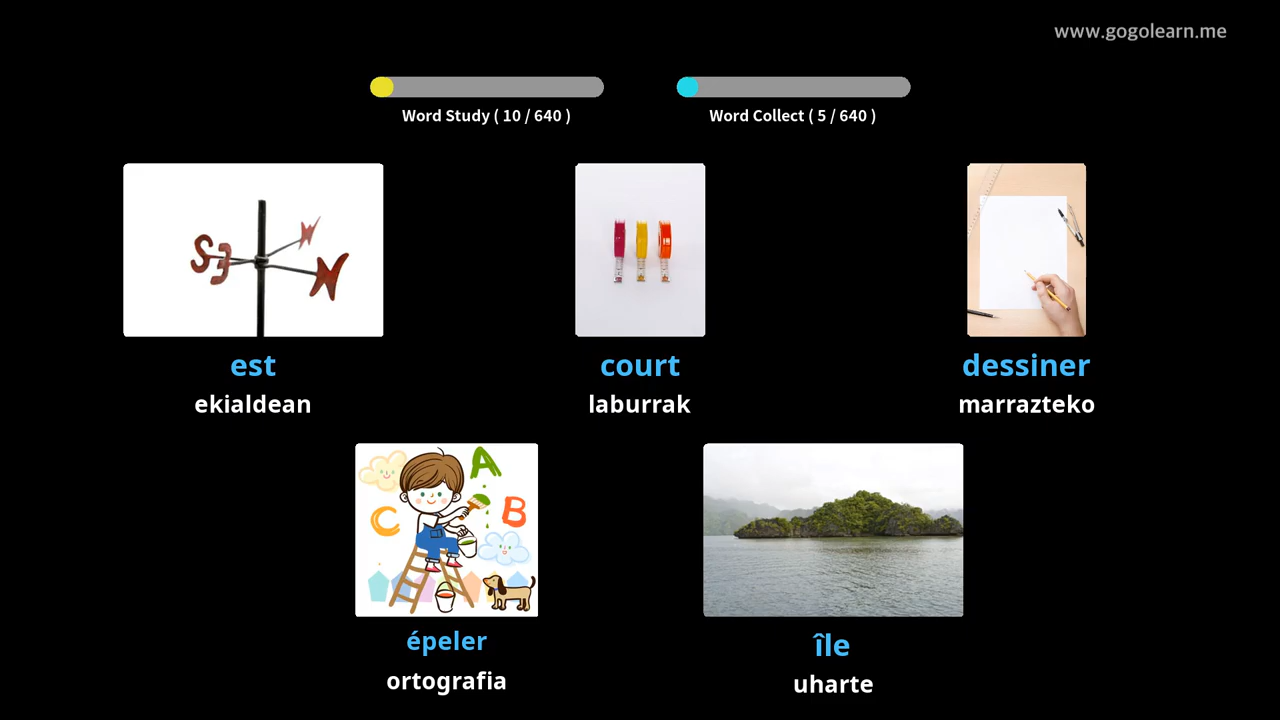 www.gogolearn.me
Word Study ( 10 / 640 )
Word Collect ( 5 / 640 )
S E N N
est
ekialdean
court
laburrak
dessiner
marrazteko
A
B
C
épeler
ortografia
île
uharte